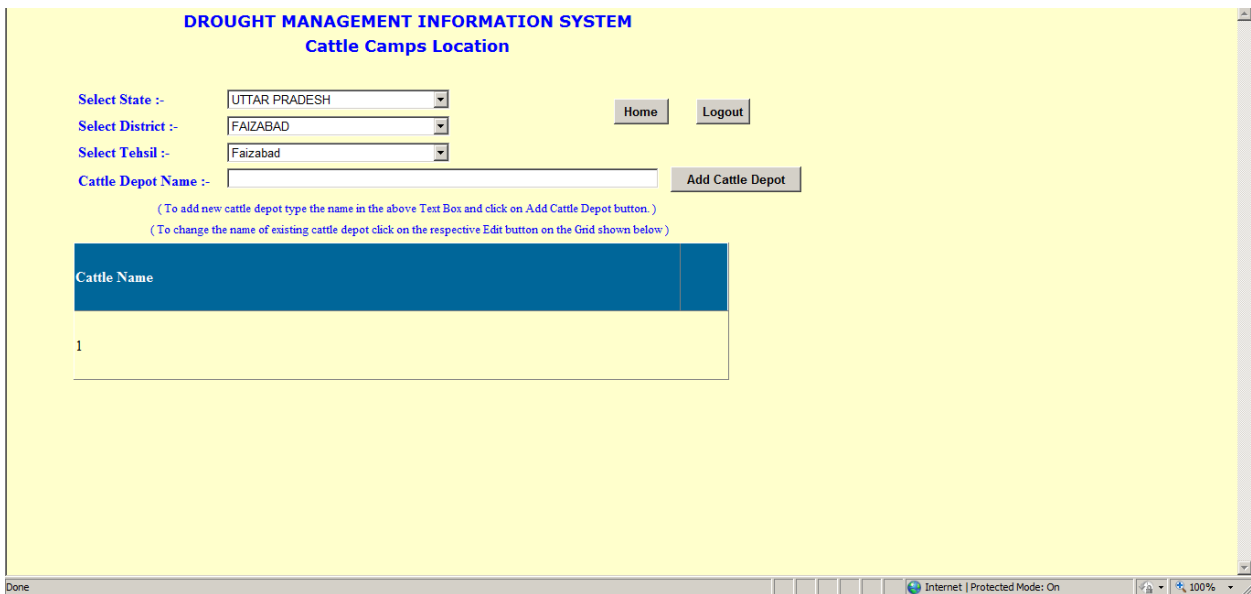 DROUGHT MANAGEMENT INFORMATION SYSTEM
Cattle Camps Location
Select State :- UTTAR PRADESH
Home Logout
Select District :- FAIZABAD
Select Tehsil :- Faizabad
Cattle Depot Name :- Add Cattle Depot
( To add new cattle depot type the name in the above Text Box and click on Add Cattle Depot button. )
( To change the name of existing cattle depot click on the respective Edit button on the Grid shown below )
Cattle Name
1
Done Internet | Protected Mode: On 100%